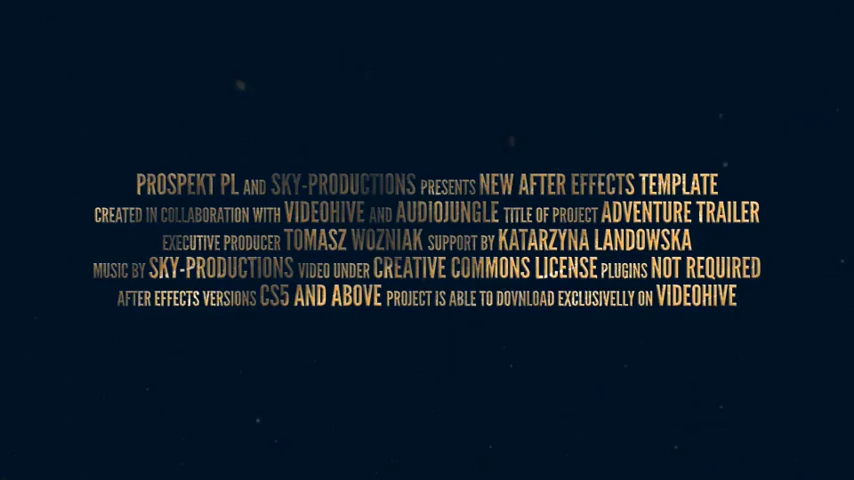 PROSPEKT PL AND SKY-PRODUCTIONS PRESENTS NEW AFTER EFFECTS TEMPLATE
CREATED IN COLLABORATION WITH VIDEOHIVE AND AUDIOJUNGLE TITLE OF PROJECT ADVENTURE TRAILER
EXECUTIVE PRODUCER TOMASZ WOZNIAK SUPPORT BY KATARZYNA LANDOWSKA
MUSIC BY SKY-PRODUCTIONS VIDEO UNDER CREATIVE COMMONS LICENSE PLUGINS NOT REQUIRED
AFTER EFFECTS VERSIONS CS5 AND ABOVE PROJECT IS ABLE TO DOVNLOAD EXCLUSIVELLY ON VIDEOHIVE